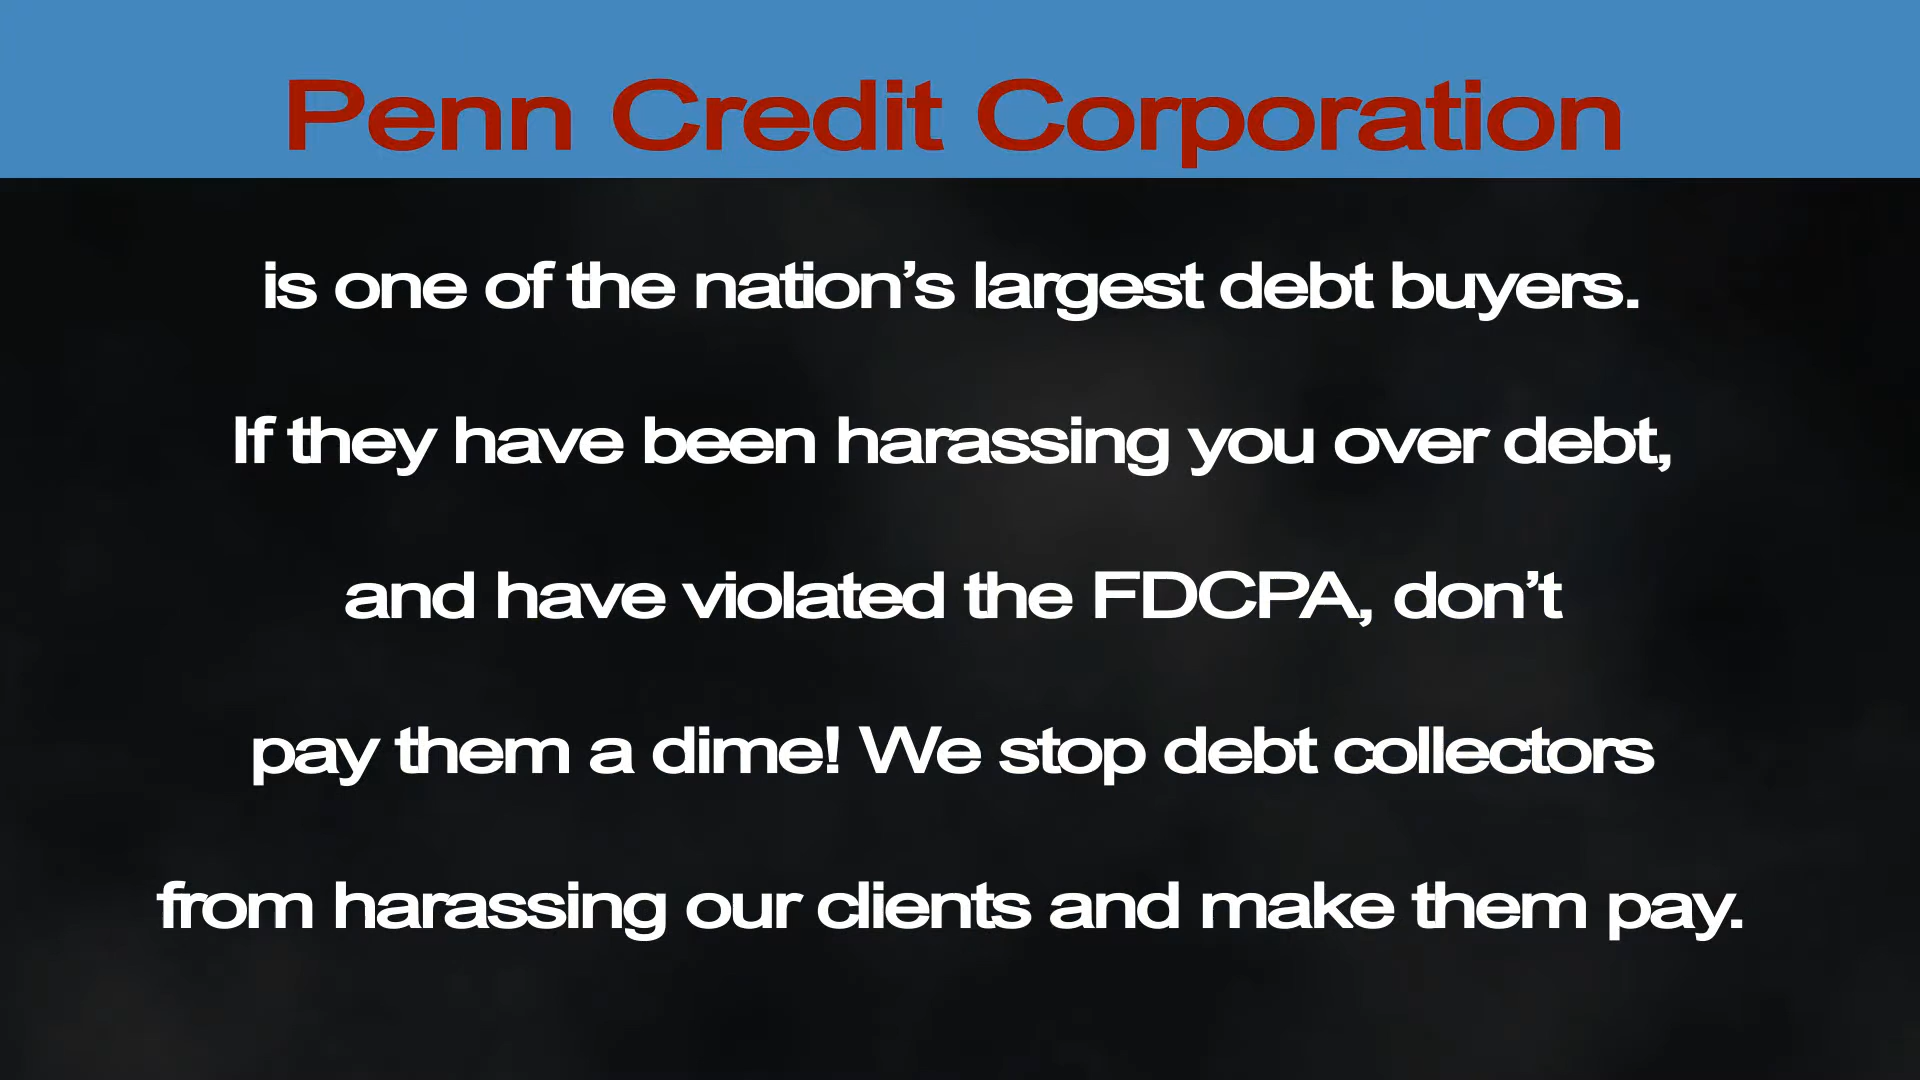 Penn Credit Corporation
is one of the nation’s largest debt buyers.
If they have been harassing you over debt,
and have violated the FDCPA, don’t
pay them a dime! We stop debt collectors
from harassing our clients and make them pay.